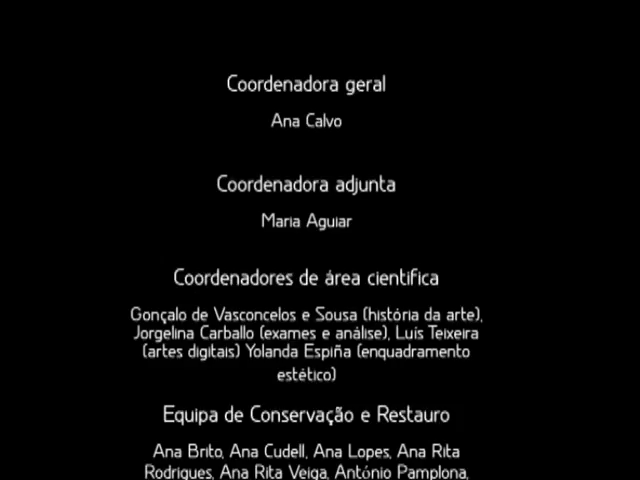 Coordenadora geral
Ana Calvo
Coordenadora adjunta
Maria Aguiar
Coordenadores de área cientifica
Gonçalo de Vasconcelos e Sousa (história da arte),
Jorgelina Carballo (exames e análise), Luís Teixeira
(artes digitais) Yolanda Espiña (enquadramento
estético)
Equipa de Conservação e Restauro
Ana Brito, Ana Cudell, Ana Lopes, Ana Rita
Rodrigues, Ana Rita Veiga, António Pamplona,